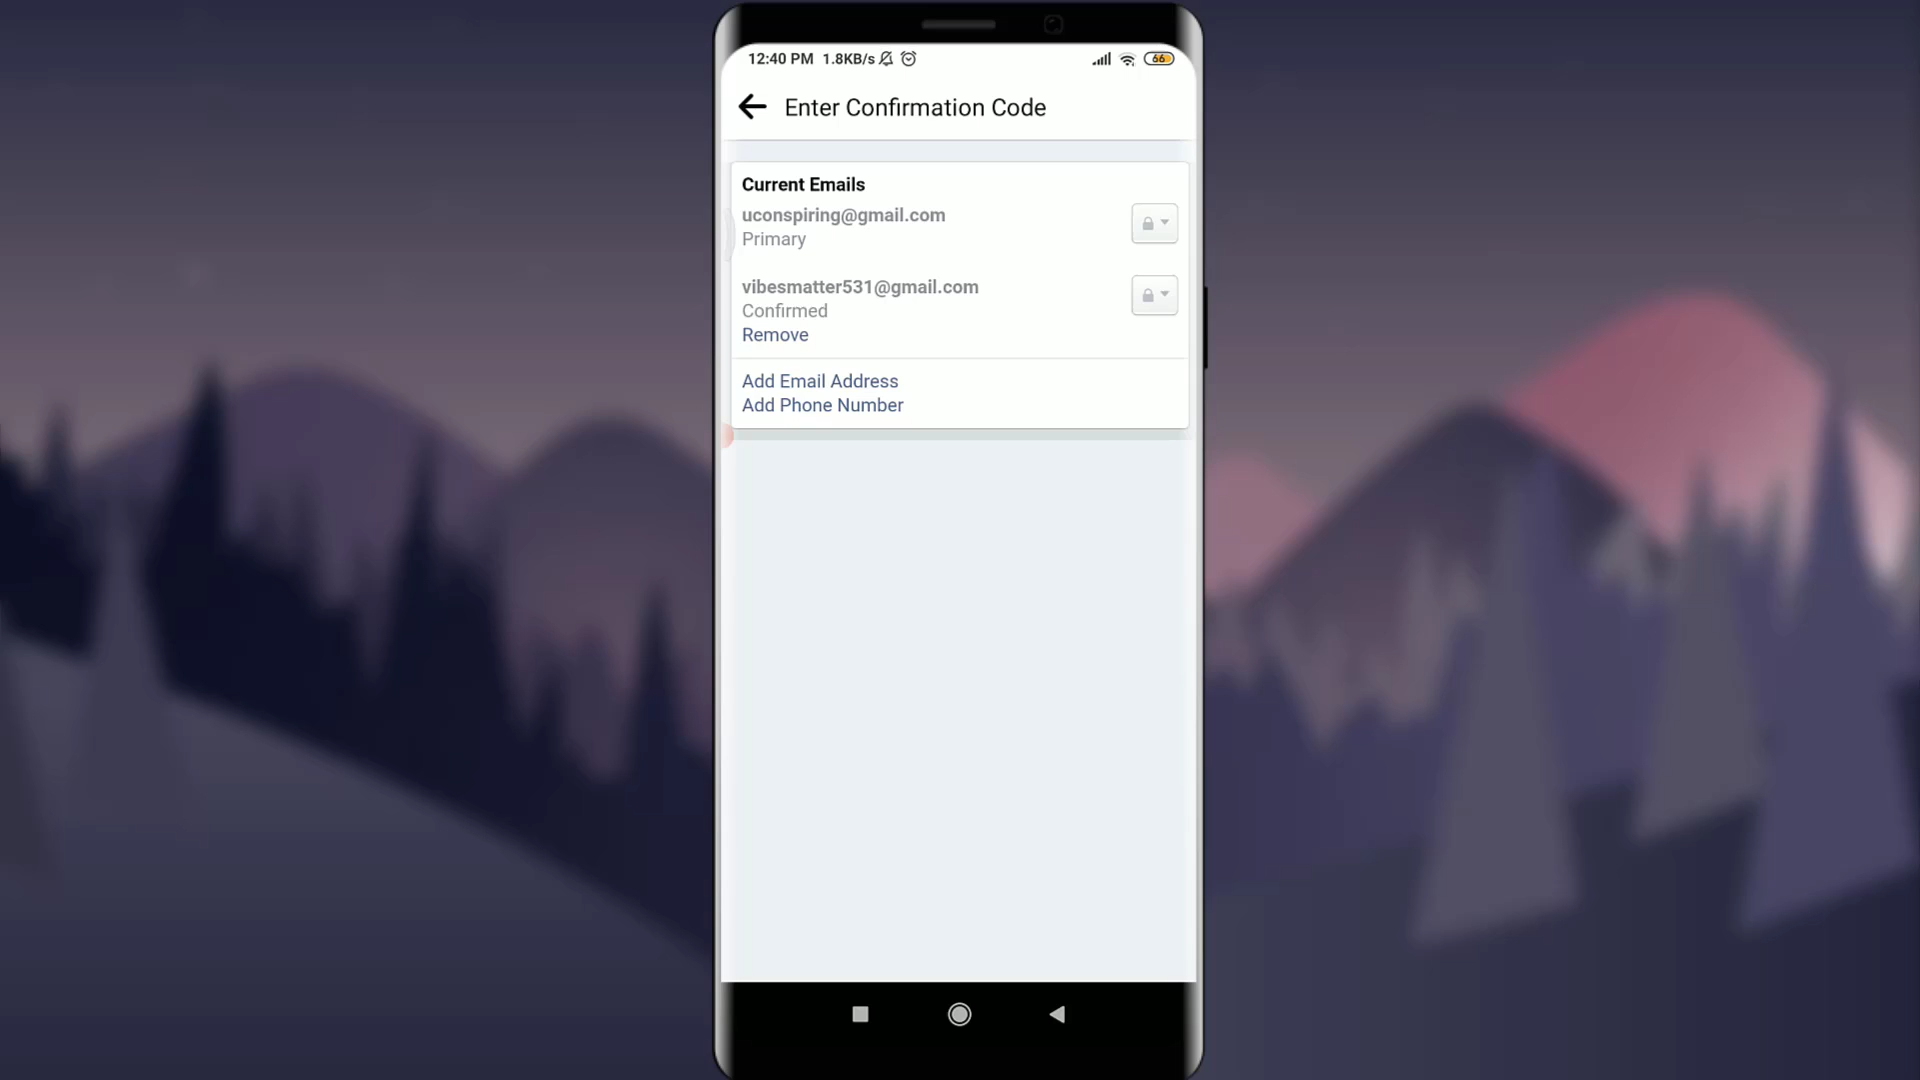 12:40 PM 1.8KB/s
66
Enter Confirmation Code
Current Emails
uconspiring@gmail.com
Primary
vibesmatter531@gmail.com
Confirmed
Remove
Add Email Address
Add Phone Number